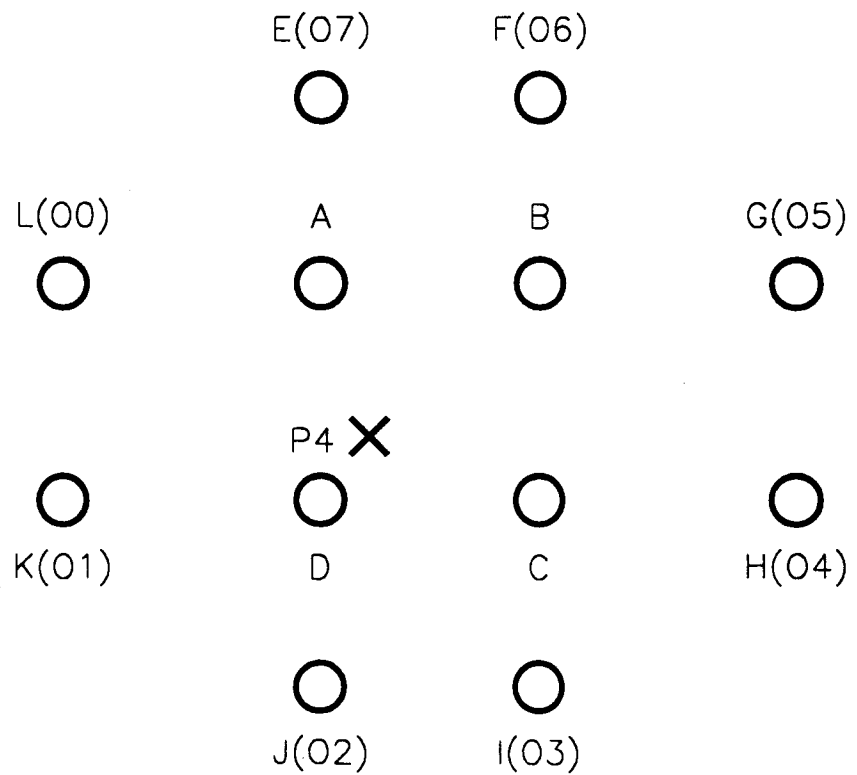 E(07) F(06)
L(00) A B G(05)
P4
K(01) D C H(04)
J(02) I(03)